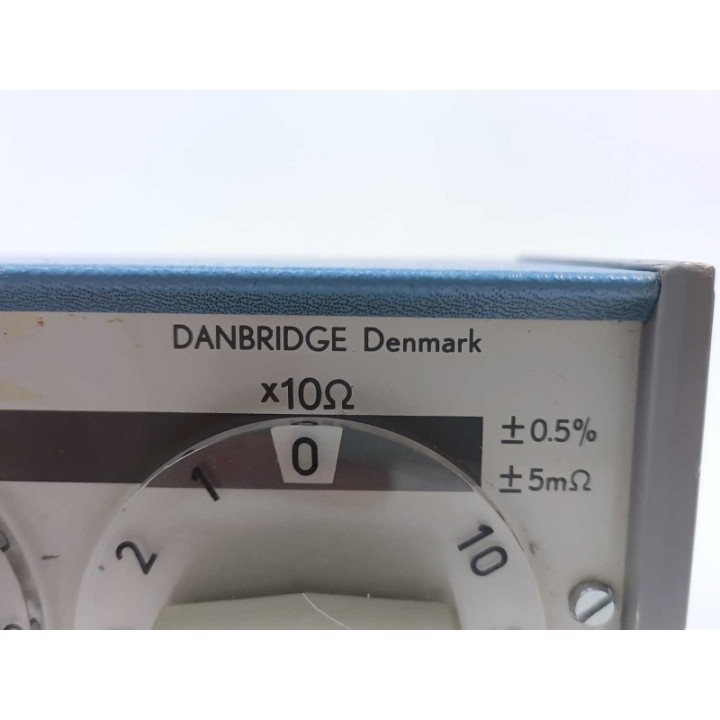 DANBRIDGE Denmark
x10Ω
±0.5%
0
±5mΩ
1
2
10